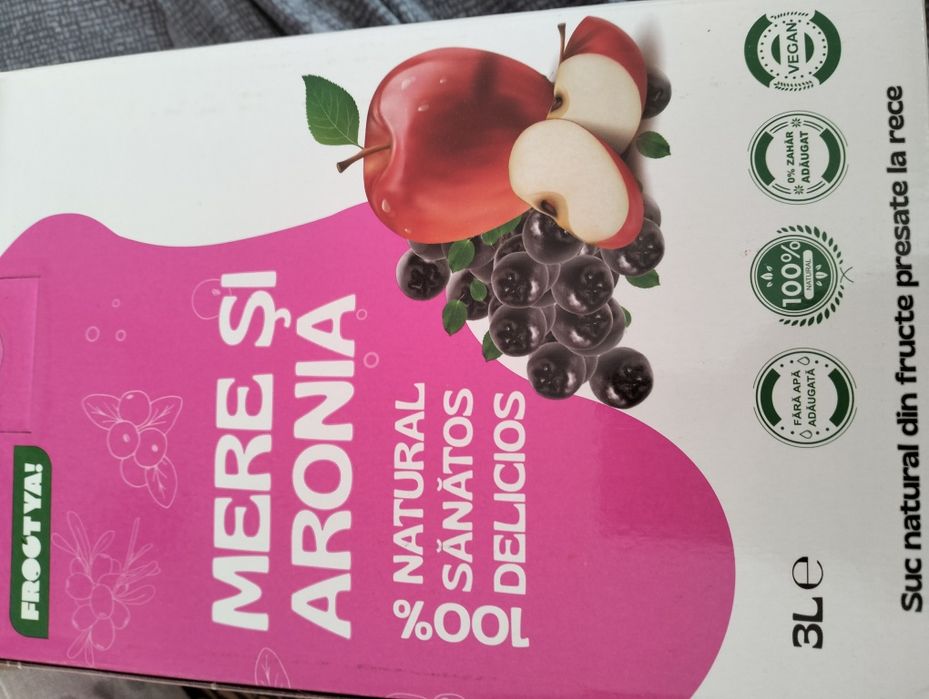 FROOTYA!
MERE ȘI
ARONIA
100%
NATURAL
SĂNĂTOS
DELICIOS
VEGAN
0% ZAHĂR
ADĂUGAT
100%
NATURAL
FĂRĂ APĂ
ADĂUGATĂ
3L e
Suc natural din fructe presate la rece